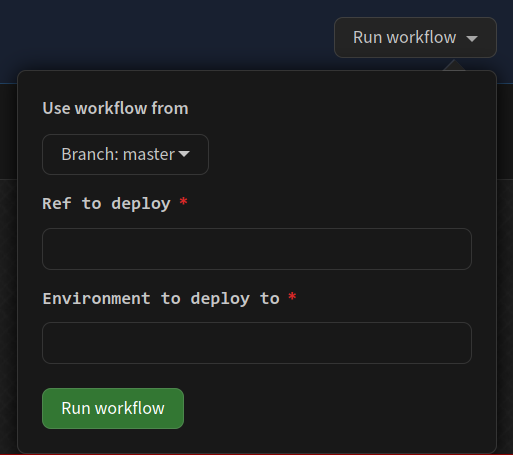 Run workflow
Use workflow from
Branch: master
Ref to deploy *
Environment to deploy to *
Run workflow